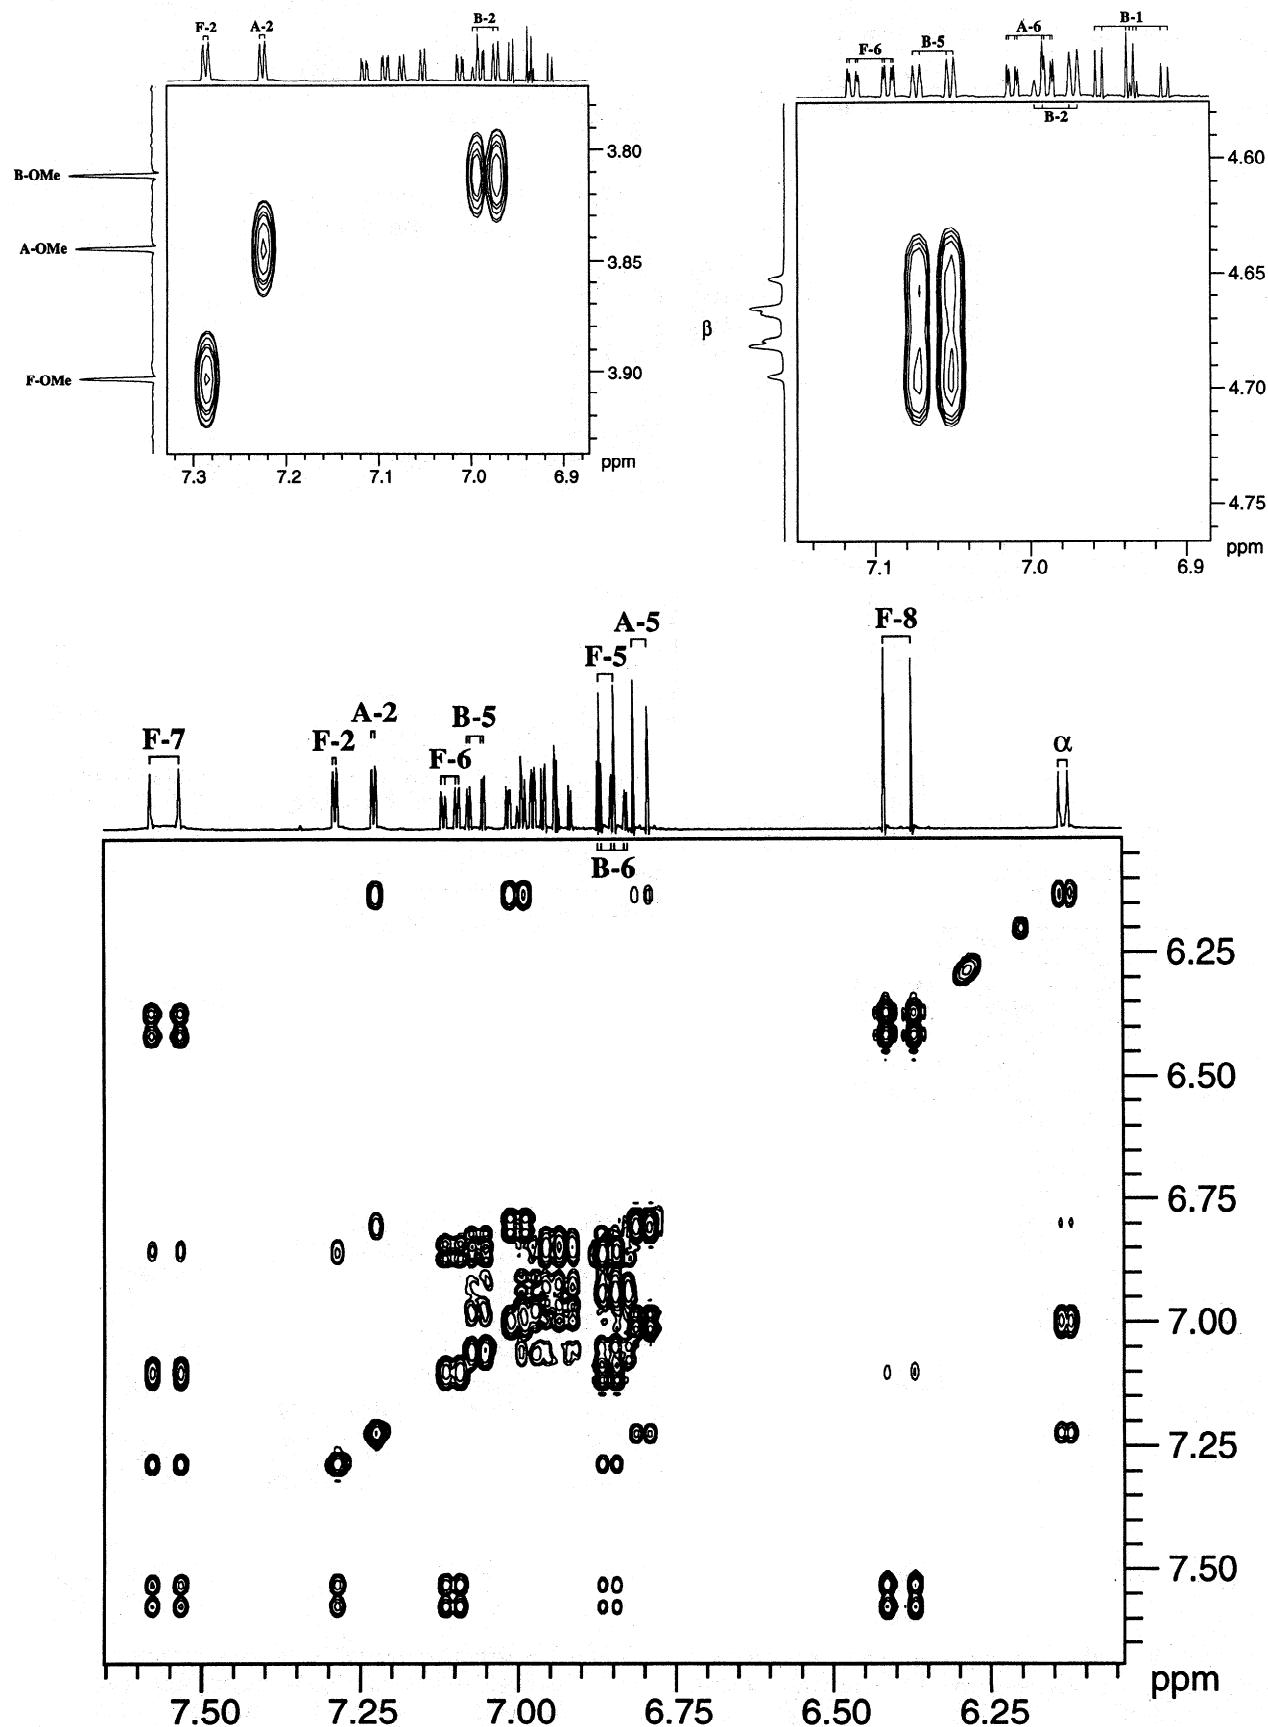 F-2 A-2 B-2
B-OMe
A-OMe
F-OMe
3.80
3.85
3.90
7.3 7.2 7.1 7.0 6.9
ppm
F-6 B-5 A-6 B-1
B-2
β
4.60
4.65
4.70
4.75
7.1 7.0 6.9
ppm
F-7 F-2 A-2 F-6 B-5 F-5 A-5 F-8 α
B-6
6.25
6.50
6.75
7.00
7.25
7.50
7.50 7.25 7.00 6.75 6.50 6.25
ppm